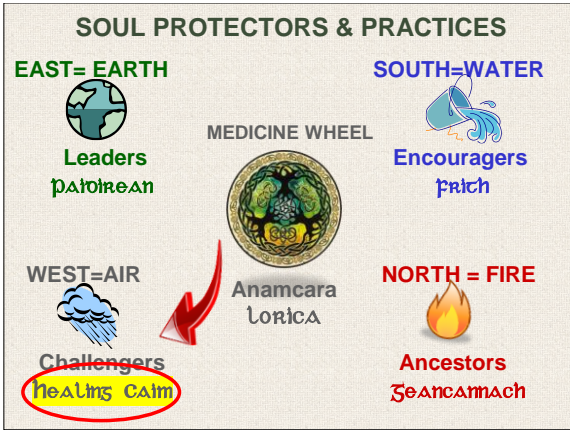 SOUL PROTECTORS & PRACTICES
EAST= EARTH
Leaders
Paidirean
SOUTH=WATER
Encouragers
Frith
MEDICINE WHEEL
Anamcara
Lorica
WEST=AIR
Challengers
Healing Caim
NORTH = FIRE
Ancestors
Geancannach